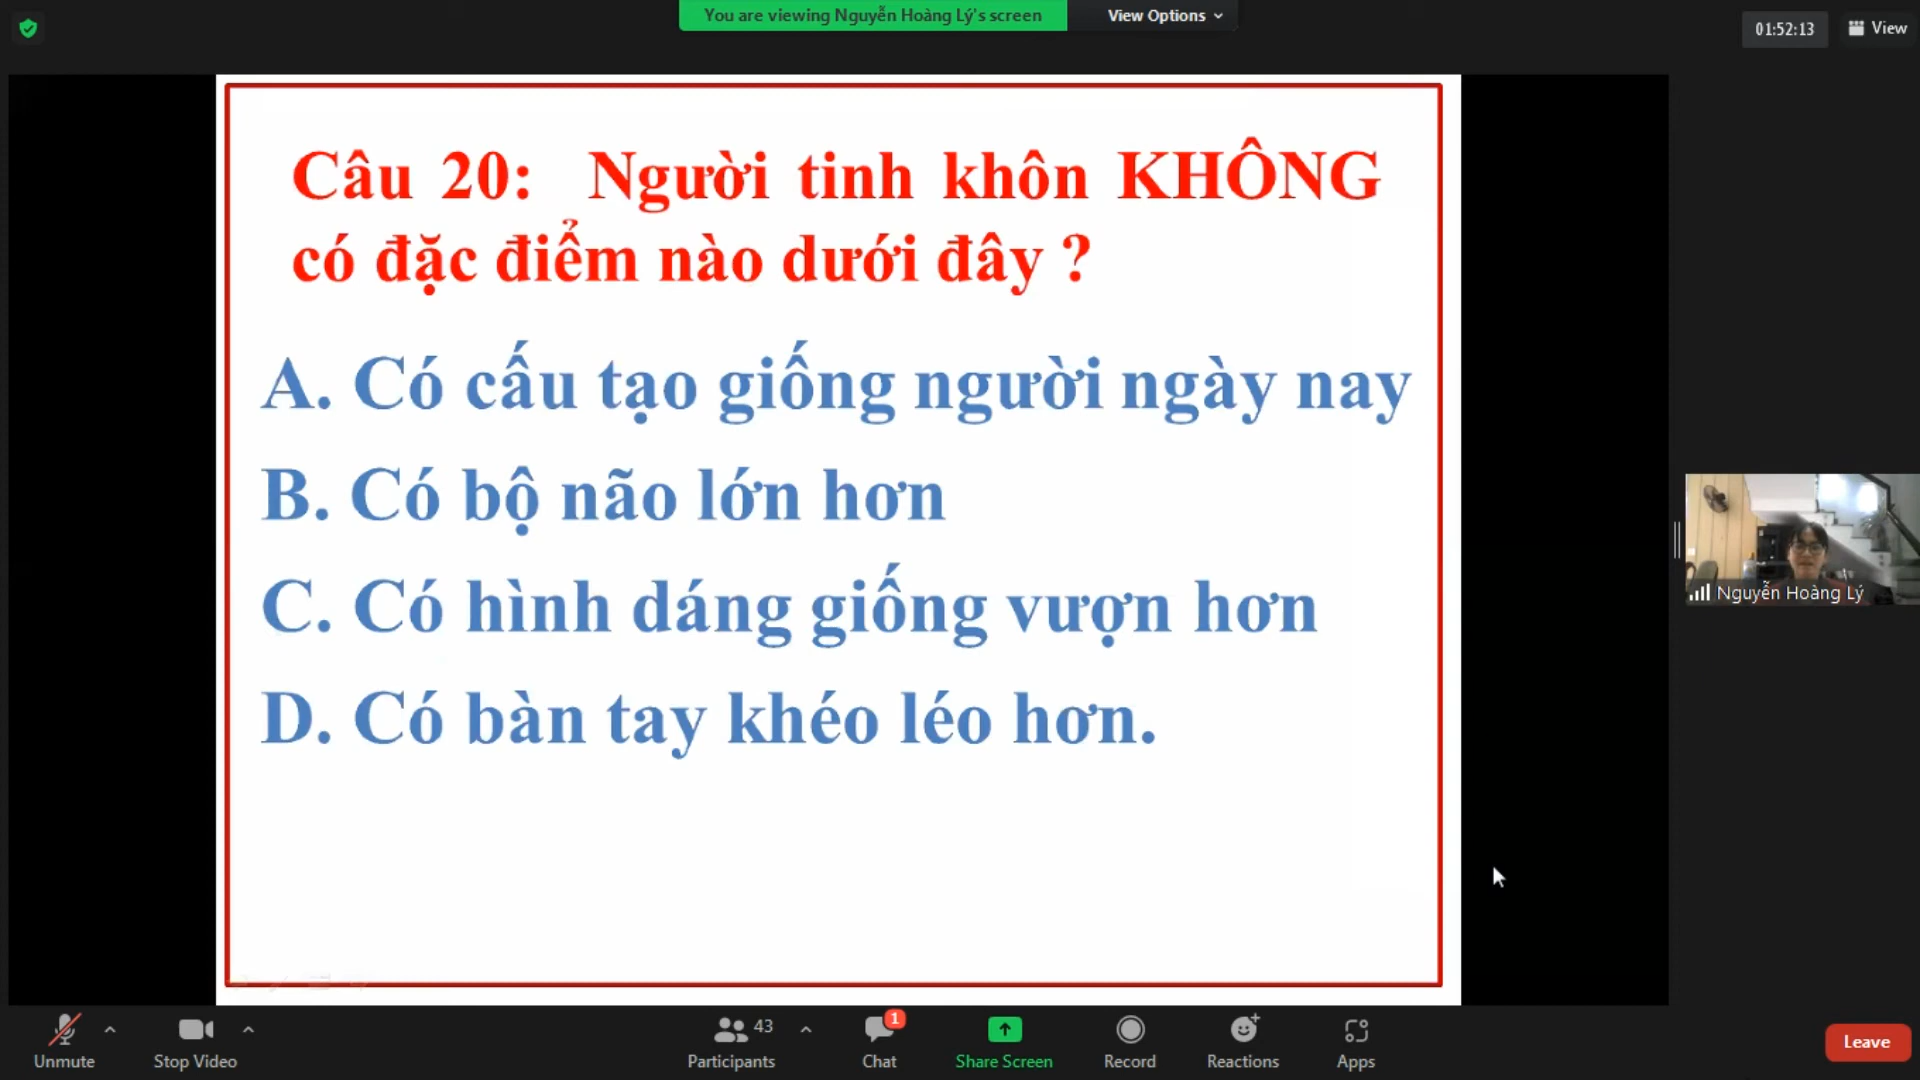 You are viewing Nguyễn Hoàng Lý's screen
View Options
01:52:13
View
Câu 20: Người tinh khôn KHÔNG
có đặc điểm nào dưới đây ?
A. Có cấu tạo giống người ngày nay
B. Có bộ não lớn hơn
C. Có hình dáng giống vượn hơn
D. Có bàn tay khéo léo hơn.
Nguyễn Hoàng Lý
Unmute
Stop Video
43
Participants
1
Chat
Share Screen
Record
Reactions
Apps
Leave